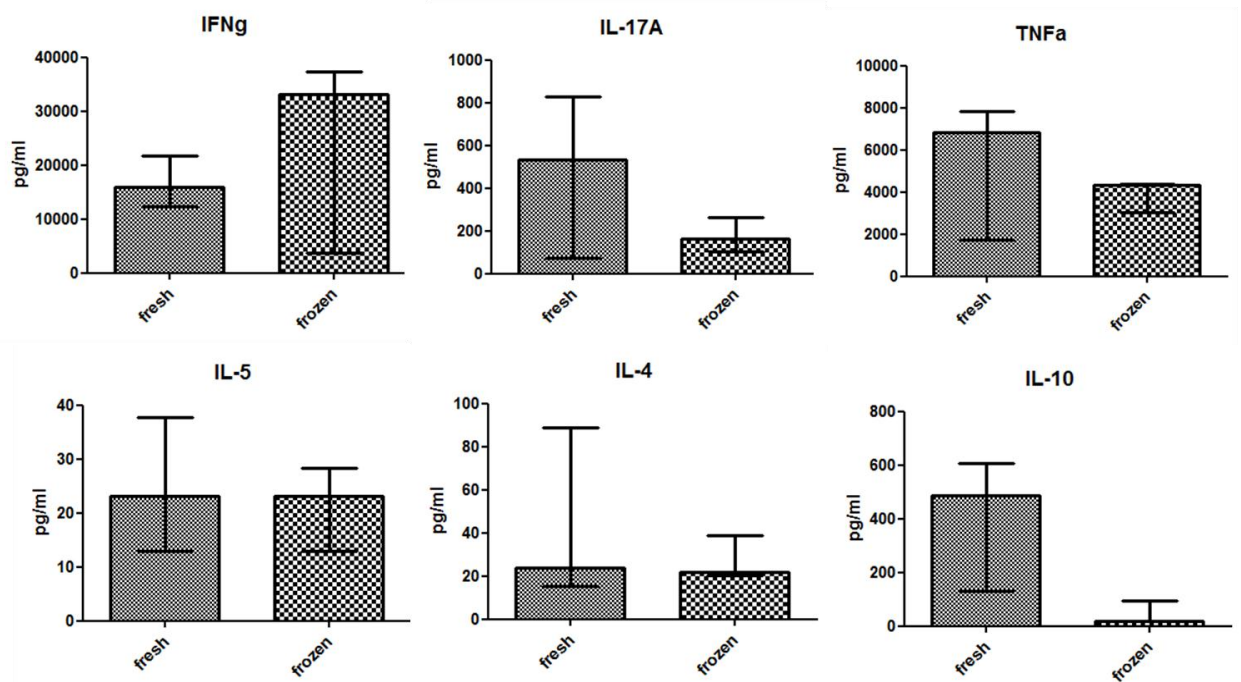 IFNg
IL-17A
TNFa
40000
30000
20000
10000
0
pg/ml
fresh
frozen
1000
800
600
400
200
0
pg/ml
fresh
frozen
10000
8000
6000
4000
2000
0
pg/ml
fresh
frozen
IL-5
IL-4
IL-10
40
30
20
10
0
pg/ml
fresh
frozen
100
80
60
40
20
0
pg/ml
fresh
frozen
800
600
400
200
0
pg/ml
fresh
frozen